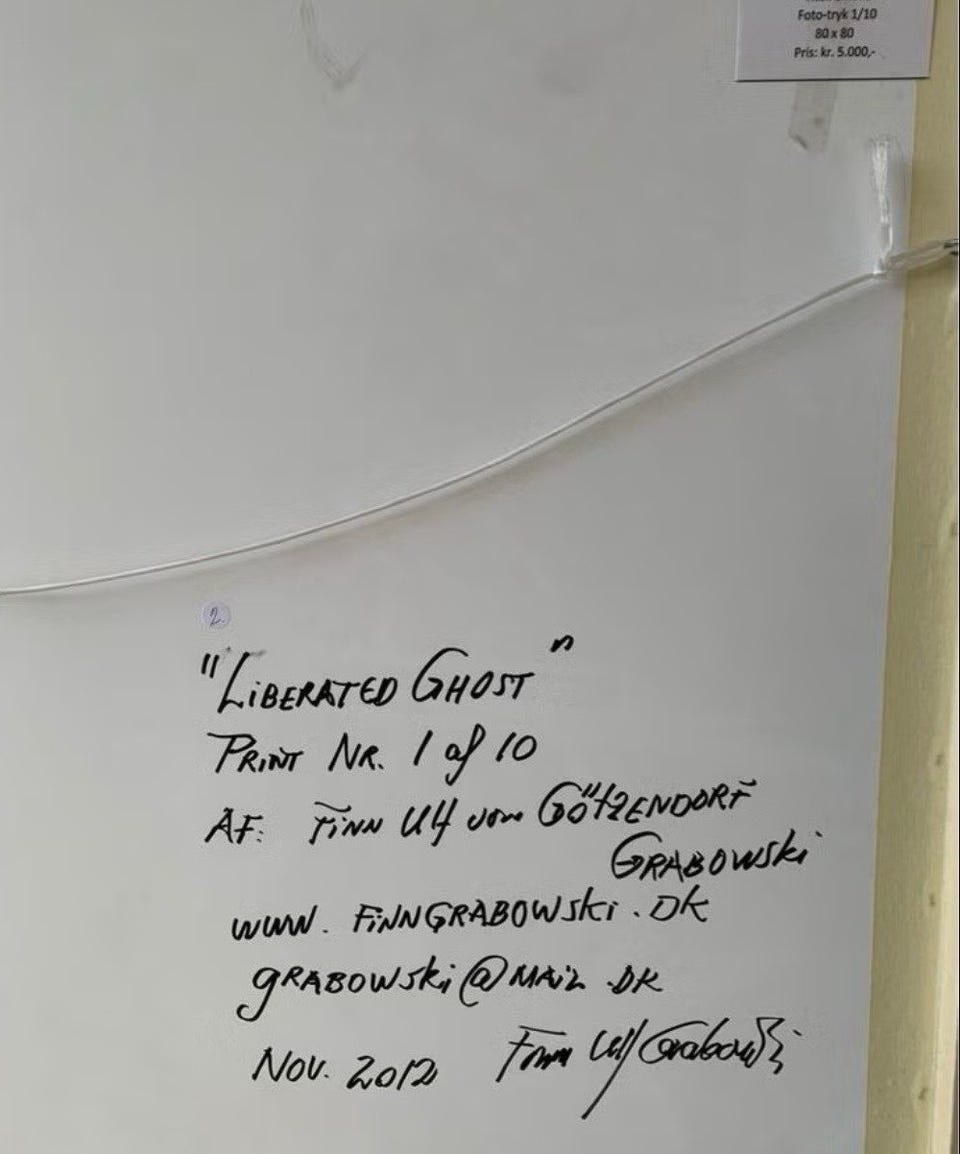 Foto-tryk 1/10
80 x 80
Pris: kr. 5.000,-
2.
"LiBERATED GHOST"
PRINT NR. 1 af 10
AF: FiNN Ulf von GÖTZENDORF
GRABOWSki
www. FiNNGRABOWSki.DK
gRABOWSki@MAiL.DK
Nov. 2012 Finn Ulf Grabowski